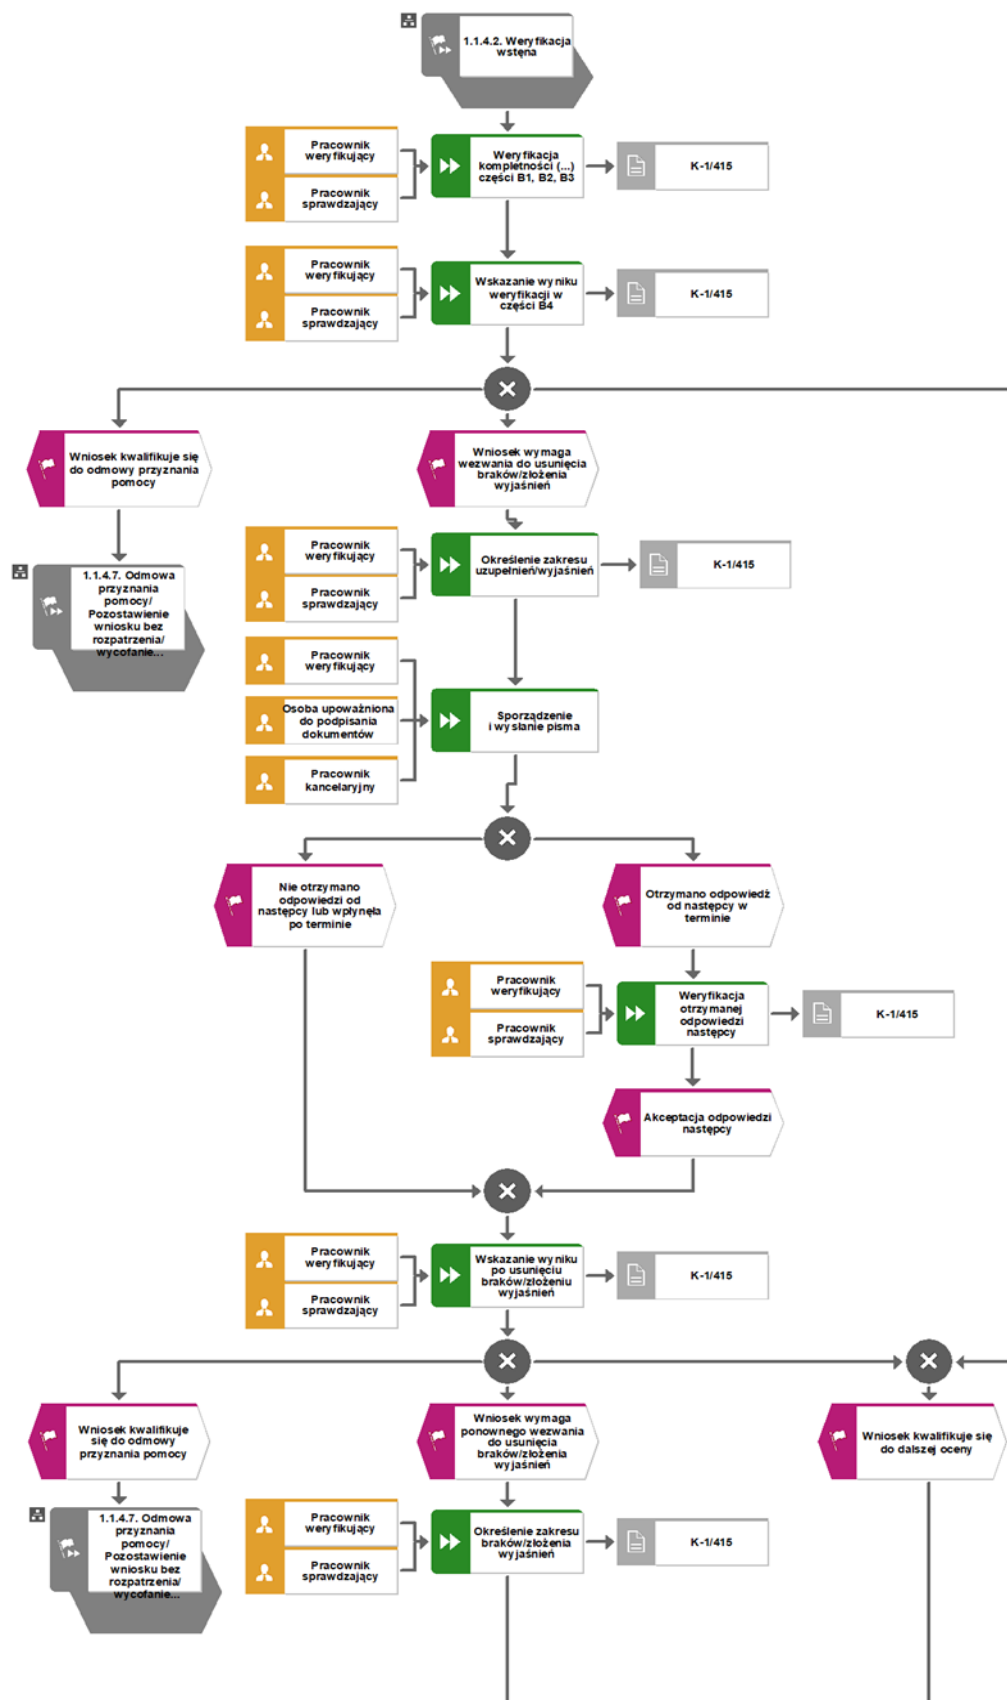 1.1.4.2. Weryfikacja
wstęna
Pracownik
weryfikujący
Pracownik
sprawdzający
Weryfikacja
kompletności (...)
części B1, B2, B3
K-1/415
Pracownik
weryfikujący
Pracownik
sprawdzający
Wskazanie wyniku
weryfikacji w
części B4
K-1/415
Wniosek kwalifikuje się
do odmowy przyznania
pomocy
Wniosek wymaga
wezwania do usunięcia
braków/złożenia
wyjaśnień
1.1.4.7. Odmowa
przyznania
pomocy/
Pozostawienie
wniosku bez
rozpatrzenia/
wycofanie...
Pracownik
weryfikujący
Pracownik
sprawdzający
Określenie zakresu
uzupełnień/wyjaśnień
K-1/415
Pracownik
weryfikujący
Osoba upoważniona
do podpisania
dokumentów
Pracownik
kancelaryjny
Sporządzenie
i wysłanie pisma
Nie otrzymano
odpowiedzi od
następcy lub wpłynęła
po terminie
Otrzymano odpowiedź
od następcy w
terminie
Pracownik
weryfikujący
Pracownik
sprawdzający
Weryfikacja
otrzymanej
odpowiedzi
następcy
K-1/415
Akceptacja odpowiedzi
następcy
Pracownik
weryfikujący
Pracownik
sprawdzający
Wskazanie wyniku
po usunięciu
braków/złożeniu
wyjaśnień
K-1/415
Wniosek kwalifikuje
się do odmowy
przyznania pomocy
Wniosek wymaga
ponownego wezwania
do usunięcia
braków/złożenia
wyjaśnień
Wniosek kwalifikuje się
do dalszej oceny
1.1.4.7. Odmowa
przyznania
pomocy/
Pozostawienie
wniosku bez
rozpatrzenia/
wycofanie...
Pracownik
weryfikujący
Pracownik
sprawdzający
Określenie zakresu
braków/złożenia
wyjaśnień
K-1/415